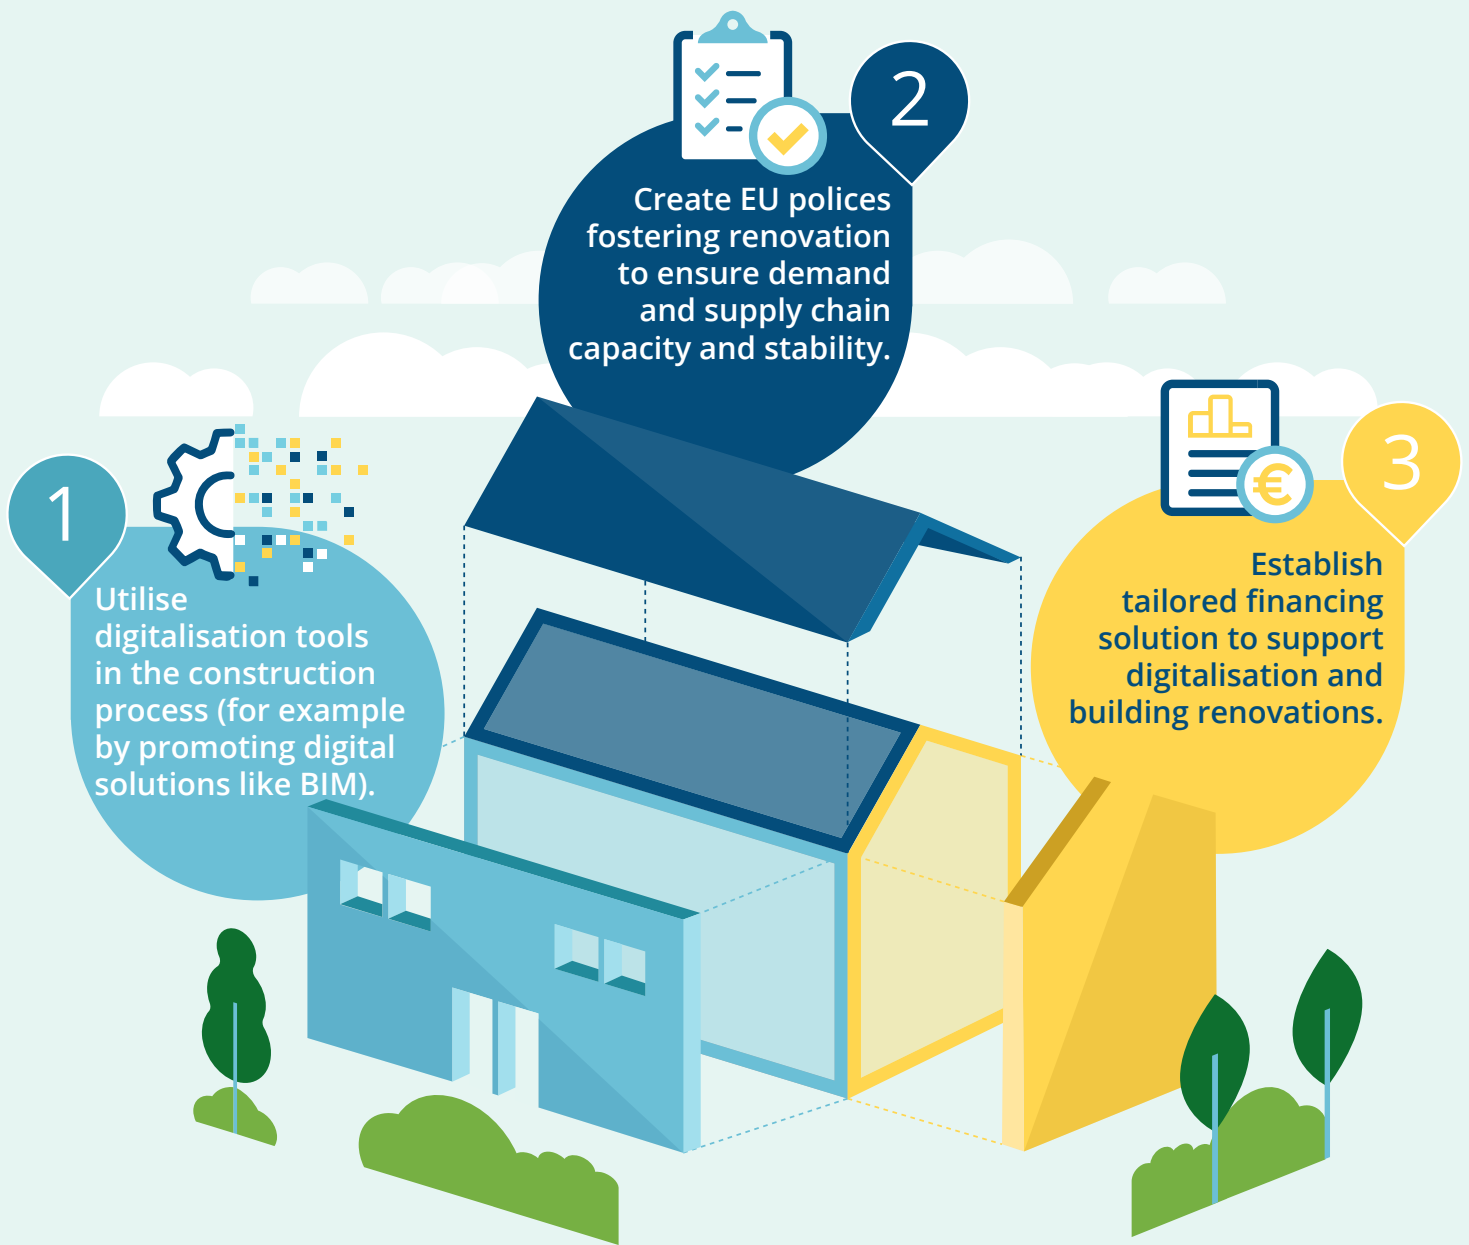 1
Utilise
digitalisation tools
in the construction
process (for example
by promoting digital
solutions like BIM).
2
Create EU polices
fostering renovation
to ensure demand
and supply chain
capacity and stability.
3
€
Establish
tailored financing
solution to support
digitalisation and
building renovations.